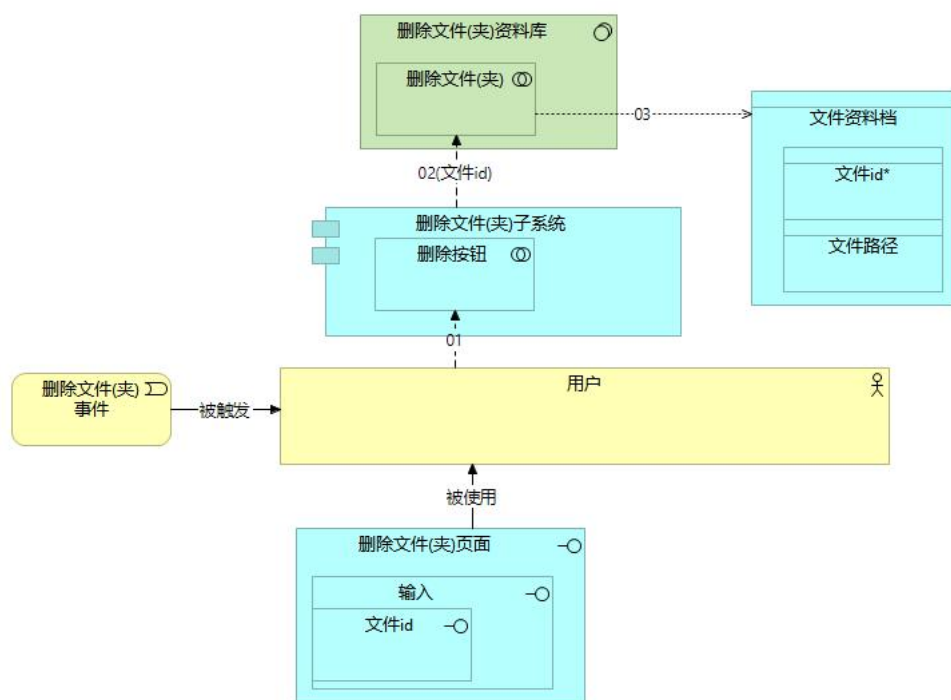 删除文件(夹)资料库
删除文件(夹)
03
文件资料档
文件id*
文件路径
02(文件id)
删除文件(夹)子系统
删除按钮
01
删除文件(夹)
事件
被触发
用户
被使用
删除文件(夹)页面
输入
文件id